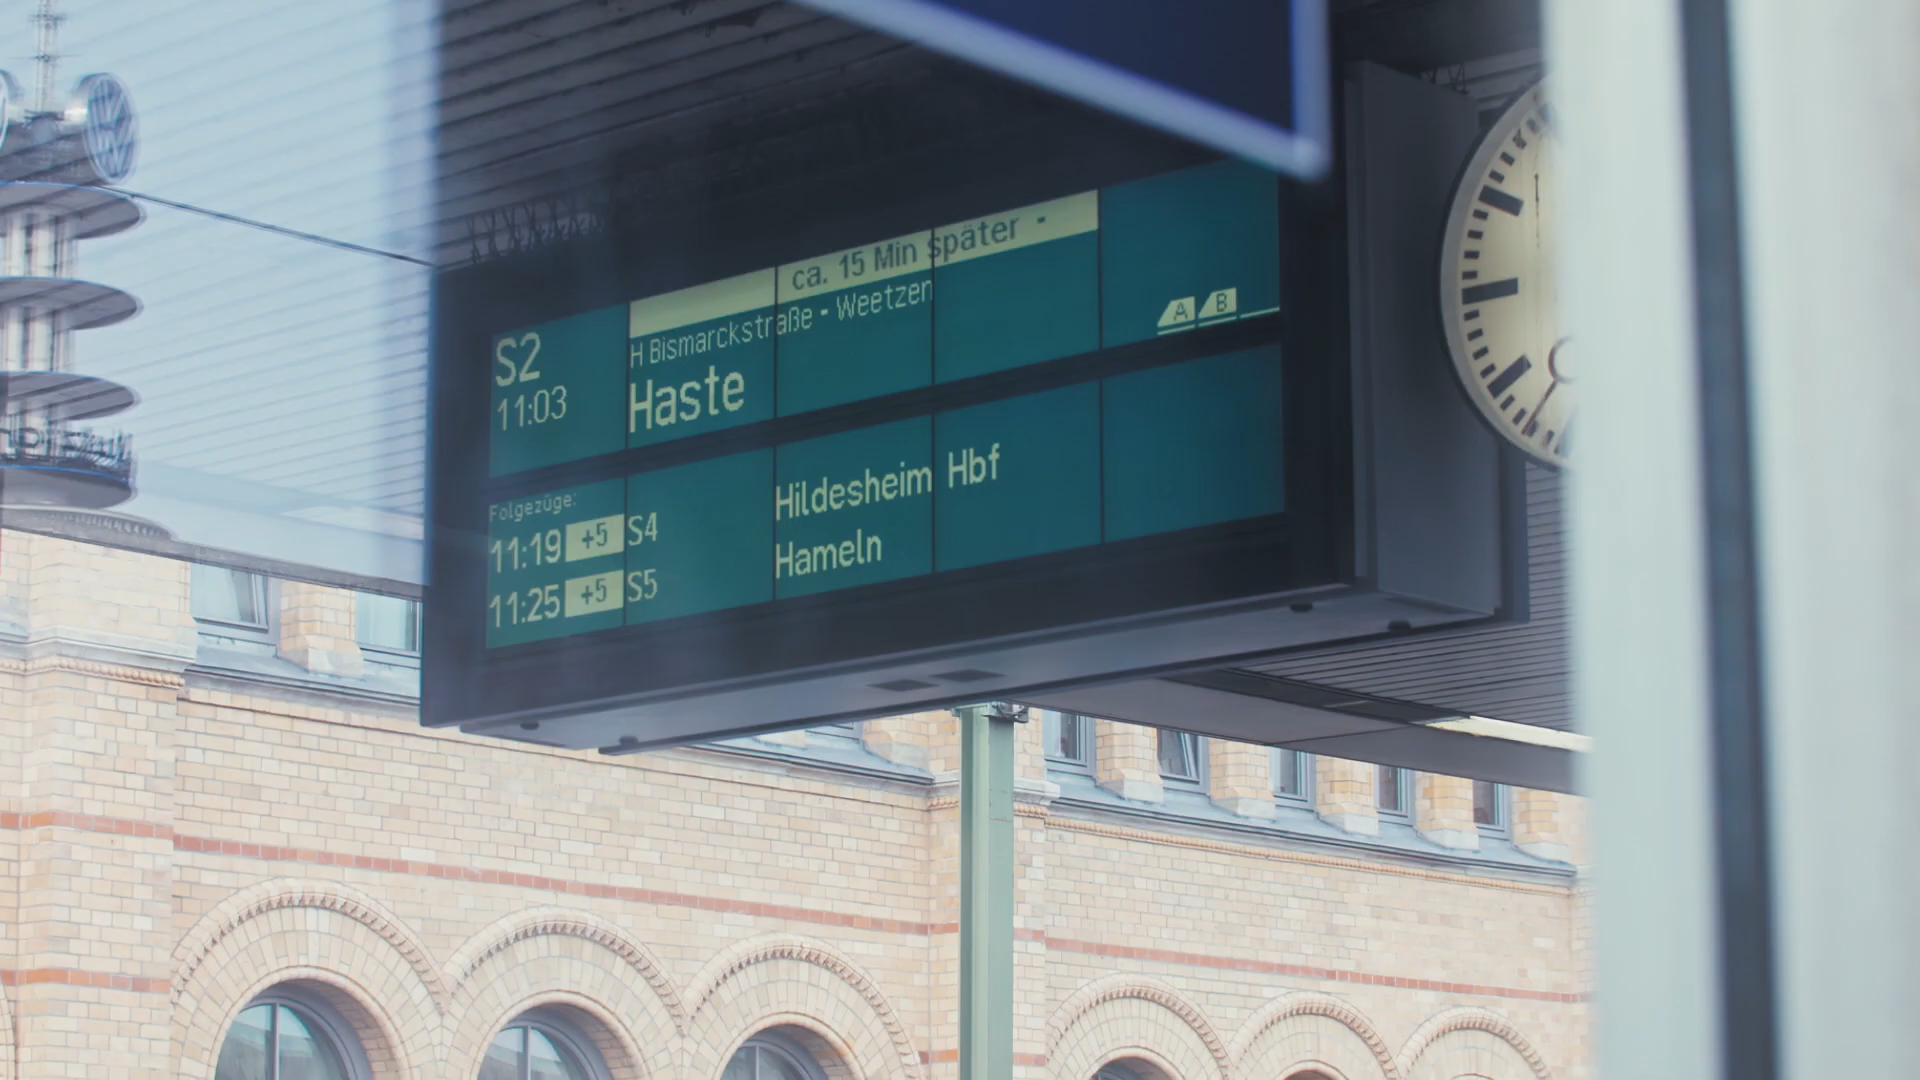 ca. 15 Min später -
H Bismarckstraße - Weetzen
A B
S2
11:03
Haste
Folgezüge:
11:19 +5 S4 Hildesheim Hbf
11:25 +5 S5 Hameln